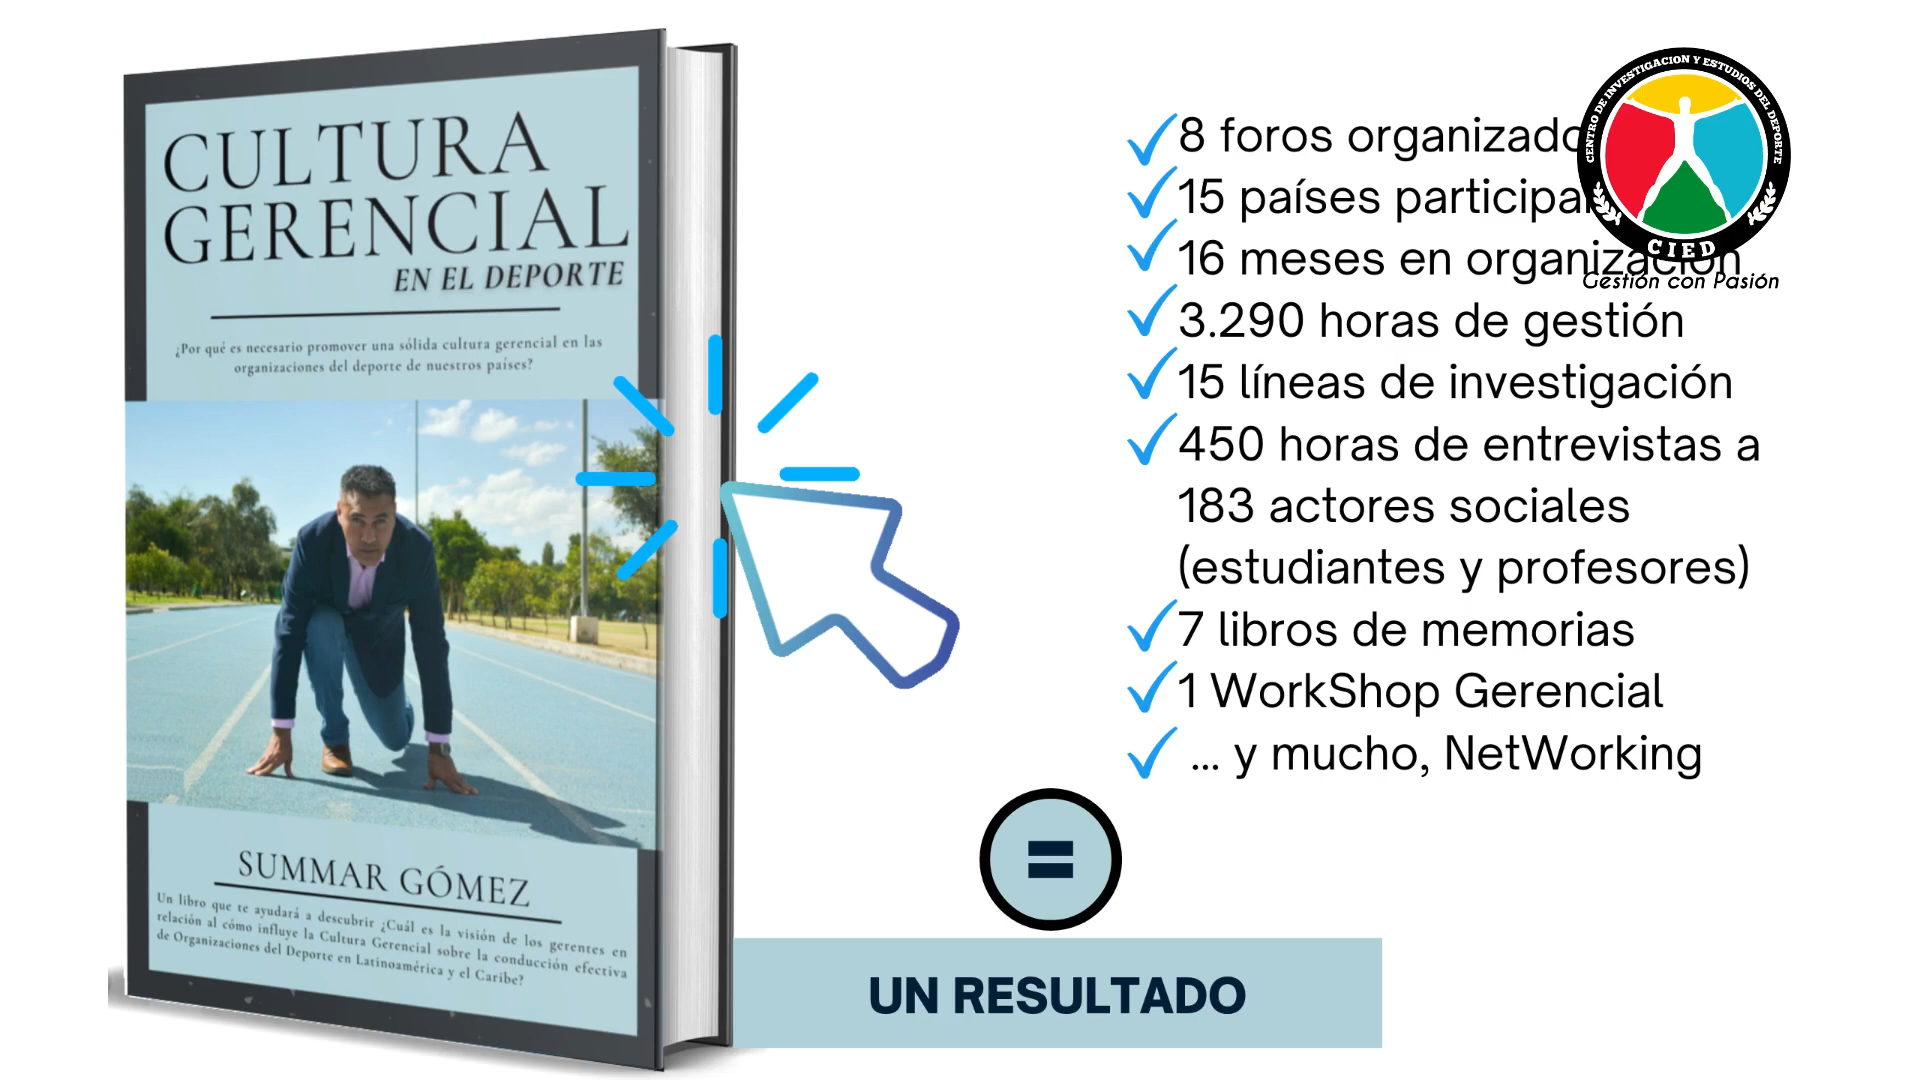 CULTURA
GERENCIAL
EN EL DEPORTE
¿Por qué es necesario promover una sólida cultura gerencial en las
organizaciones del deporte de nuestros países?
SUMMAR GÓMEZ
Un libro que te ayudará a descubrir ¿Cuál es la visión de los gerentes en
relación al cómo influye la Cultura Gerencial sobre la conducción efectiva
de Organizaciones del Deporte en Latinoamérica y el Caribe?
8 foros
15 países
16 meses en organización
3.290 horas de gestión
15 líneas de investigación
450 horas de entrevistas a
183 actores sociales
(estudiantes y profesores)
7 libros de memorias
1 WorkShop Gerencial
... y mucho, NetWorking
CENTRO DE INVESTIGACION Y ESTUDIOS DEL DEPORTE
CIED
Gestión con Pasión
=
UN RESULTADO